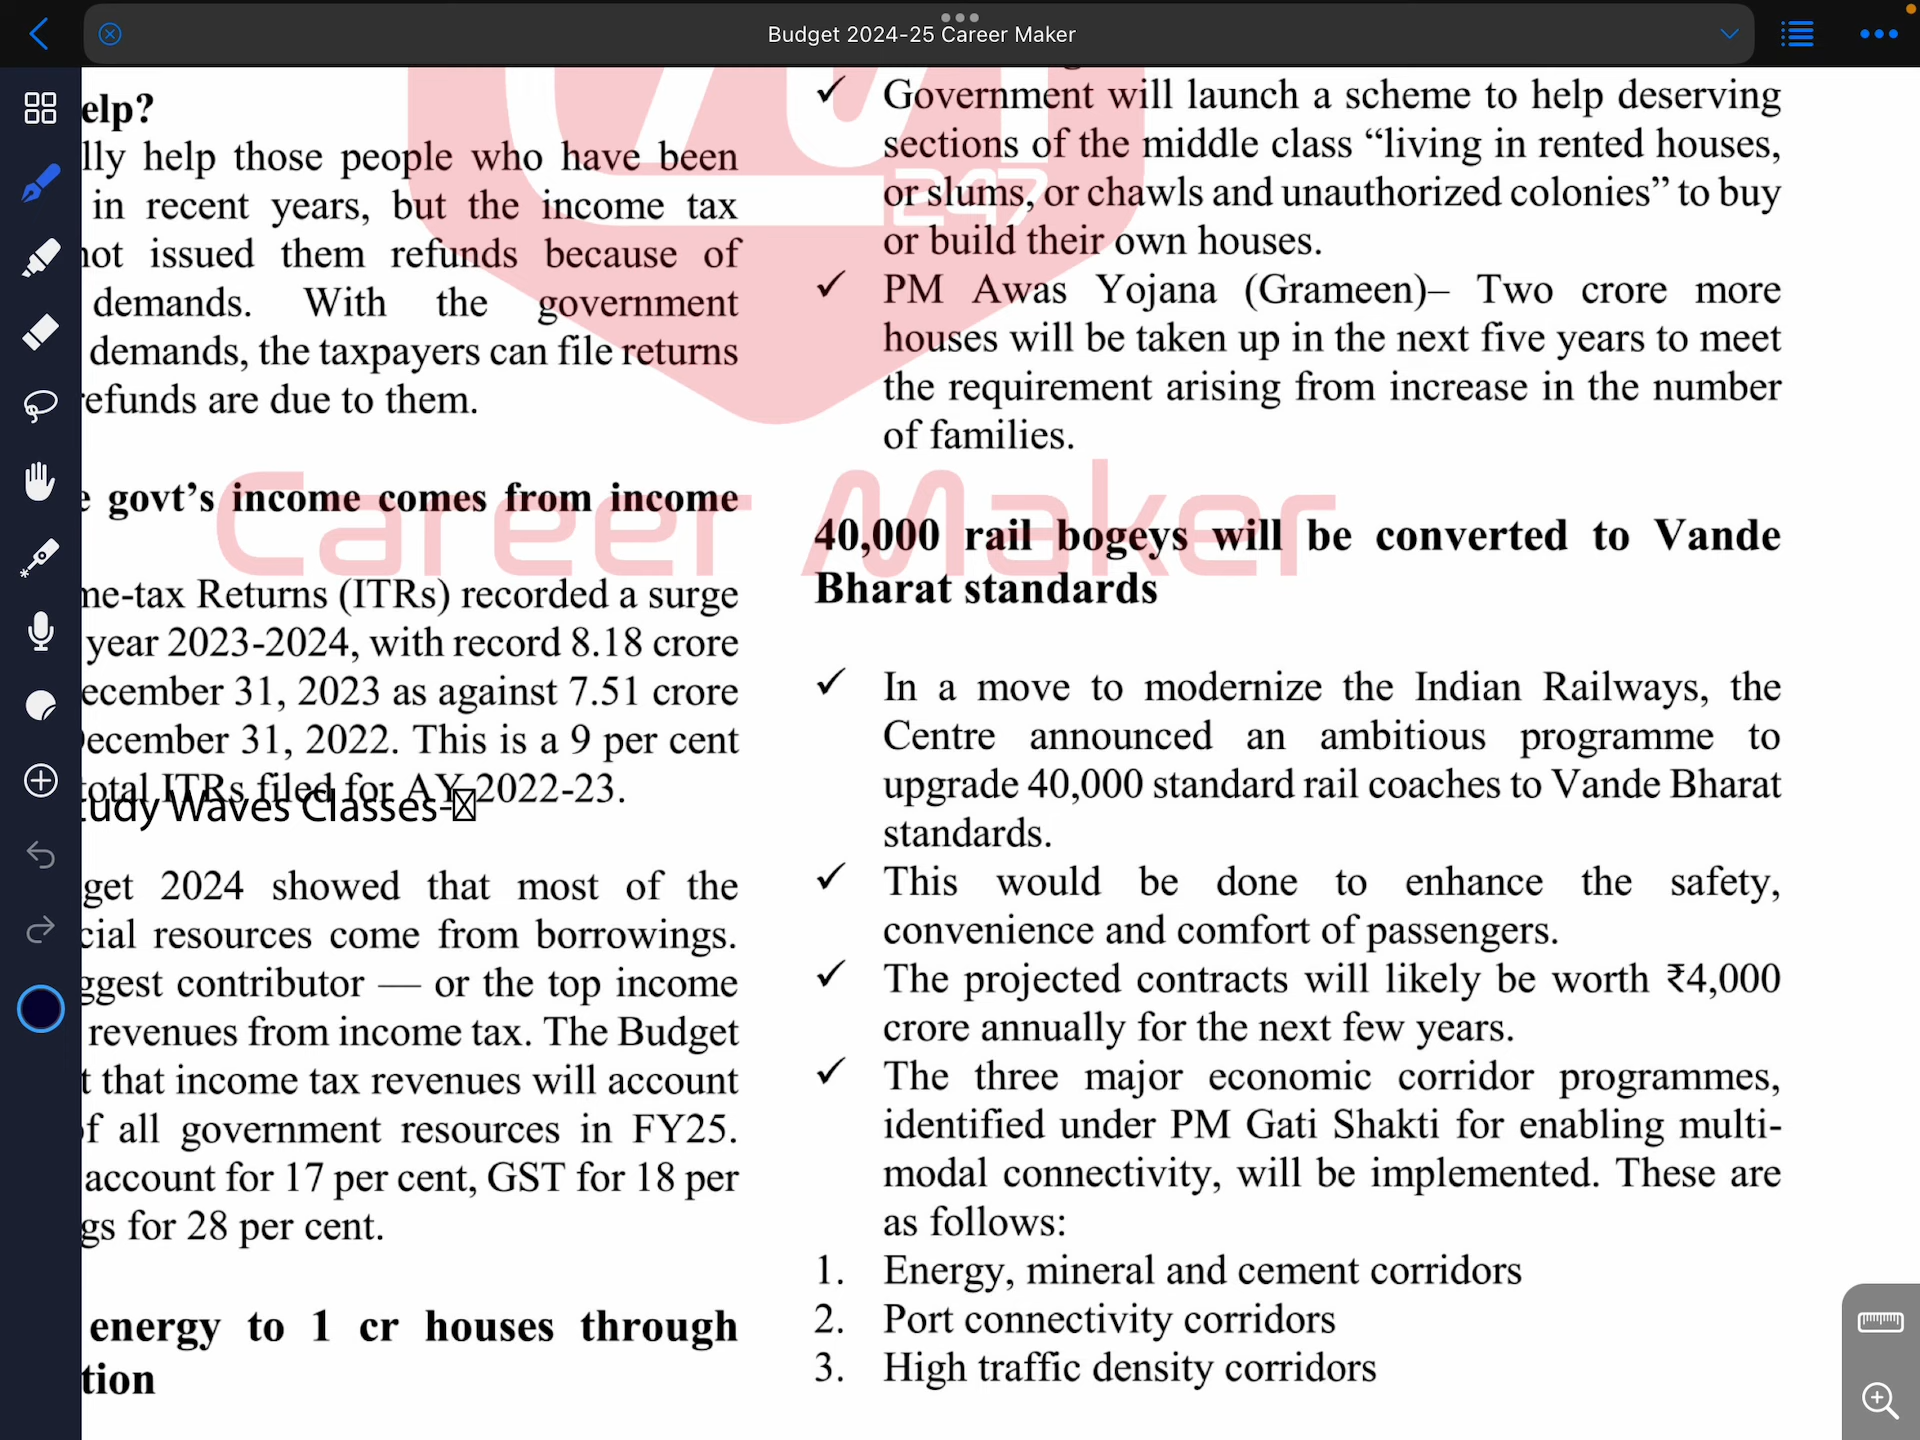 Budget 2024-25 Career Maker
elp?
lly help those people who have been
in recent years, but the income tax
not issued them refunds because of
demands. With the government
demands, the taxpayers can file returns
refunds are due to them.
govt's income comes from income
me-tax Returns (ITRs) recorded a surge
year 2023-2024, with record 8.18 crore
ecember 31, 2023 as against 7.51 crore
ecember 31, 2022. This is a 9 per cent
total ITRs filed for AY 2022-23.
tudy Waves Classes-
get 2024 showed that most of the
cial resources come from borrowings.
ggest contributor — or the top income
revenues from income tax. The Budget
t that income tax revenues will account
of all government resources in FY25.
account for 17 per cent, GST for 18 per
gs for 28 per cent.
energy to 1 cr houses through
tion
✓ Government will launch a scheme to help deserving
sections of the middle class “living in rented houses,
or slums, or chawls and unauthorized colonies” to buy
or build their own houses.
✓ PM Awas Yojana (Grameen)– Two crore more
houses will be taken up in the next five years to meet
the requirement arising from increase in the number
of families.
40,000 rail bogeys will be converted to Vande
Bharat standards
✓ In a move to modernize the Indian Railways, the
Centre announced an ambitious programme to
upgrade 40,000 standard rail coaches to Vande Bharat
standards.
✓ This would be done to enhance the safety,
convenience and comfort of passengers.
✓ The projected contracts will likely be worth ₹4,000
crore annually for the next few years.
✓ The three major economic corridor programmes,
identified under PM Gati Shakti for enabling multi-
modal connectivity, will be implemented. These are
as follows:
1. Energy, mineral and cement corridors
2. Port connectivity corridors
3. High traffic density corridors
247
Career Maker